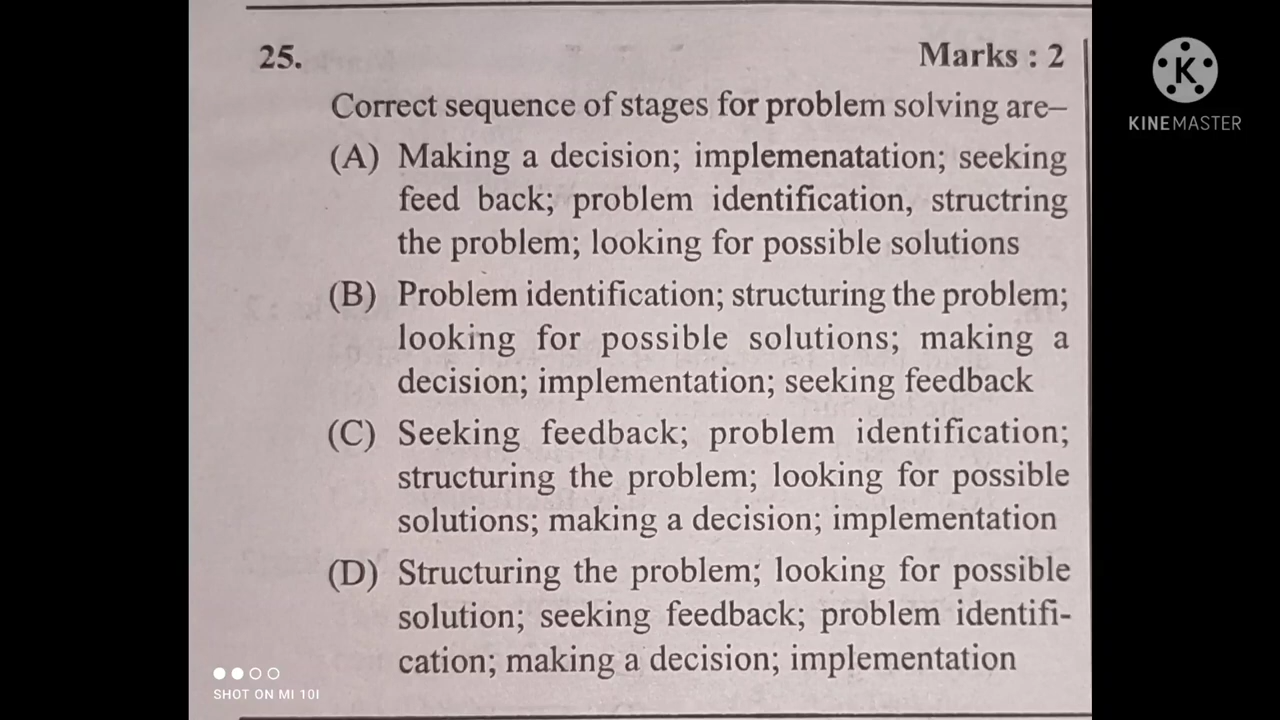 25.
Marks : 2
Correct sequence of stages for problem solving are–
(A) Making a decision; implemenatation; seeking
feed back; problem identification, structring
the problem; looking for possible solutions
(B) Problem identification; structuring the problem;
looking for possible solutions; making a
decision; implementation; seeking feedback
(C) Seeking feedback; problem identification;
structuring the problem; looking for possible
solutions; making a decision; implementation
(D) Structuring the problem; looking for possible
solution; seeking feedback; problem identifi-
cation; making a decision; implementation
SHOT ON MI 10I
K
KINEMASTER